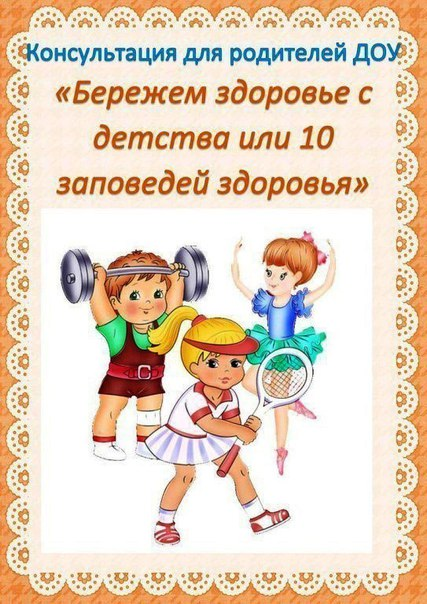 Консультация для родителей ДОУ
«Бережем здоровье с
детства или 10
заповедей здоровья»